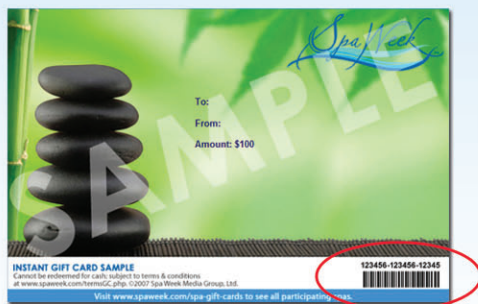 Spa Week
SAMPLE
To:
From:
Amount: $100
INSTANT GIFT CARD SAMPLE
Cannot be redeemed for cash; subject to terms & conditions
at www.spaweek.com/termsGC.php. ©2007 Spa Week Media Group, Ltd.
123456-123456-12345
Visit www.spaweek.com/spa-gift-cards to see all participating spas.